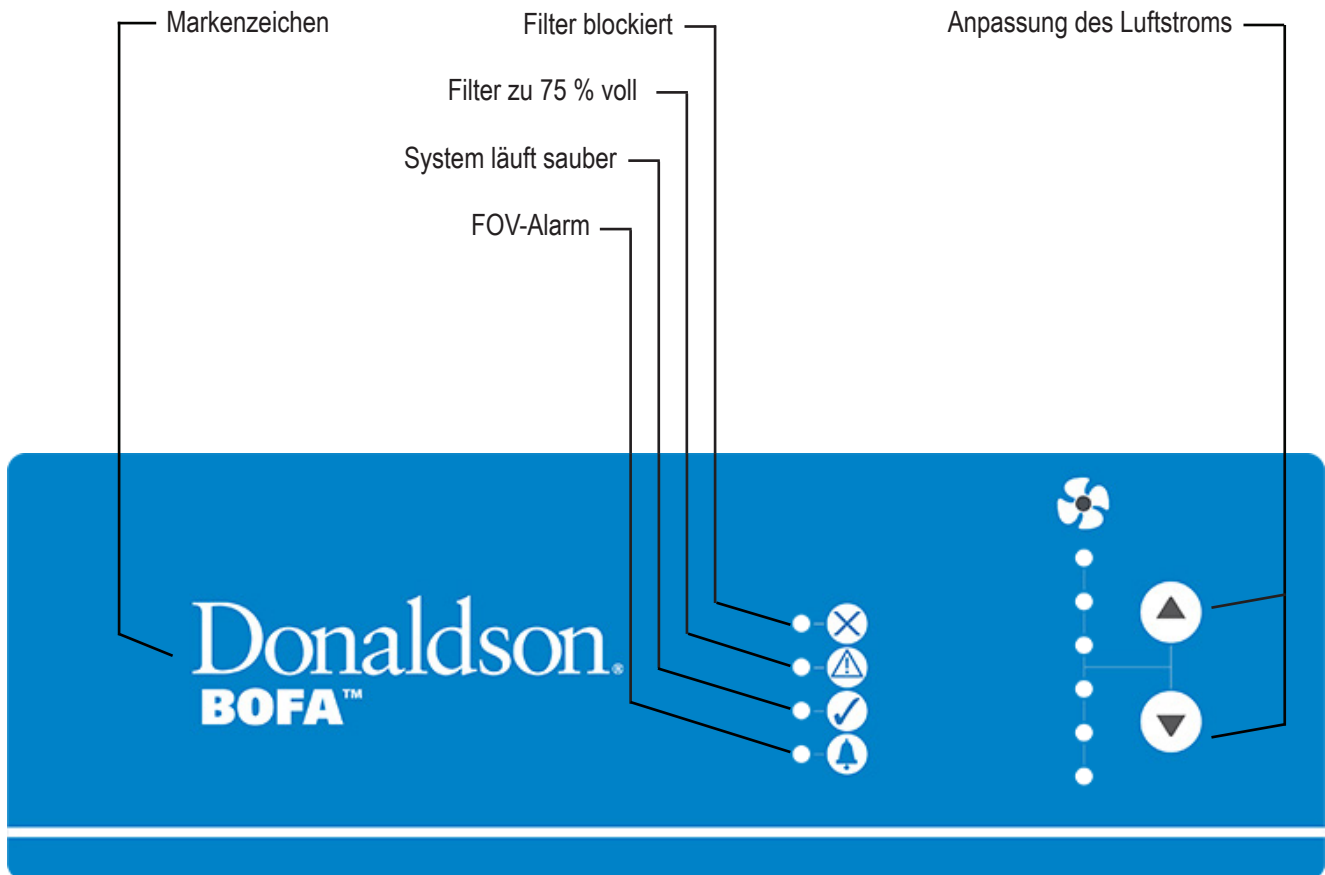 Markenzeichen
Filter blockiert
Anpassung des Luftstroms
Filter zu 75 % voll
System läuft sauber
FOV-Alarm
Donaldson®
BOFA™